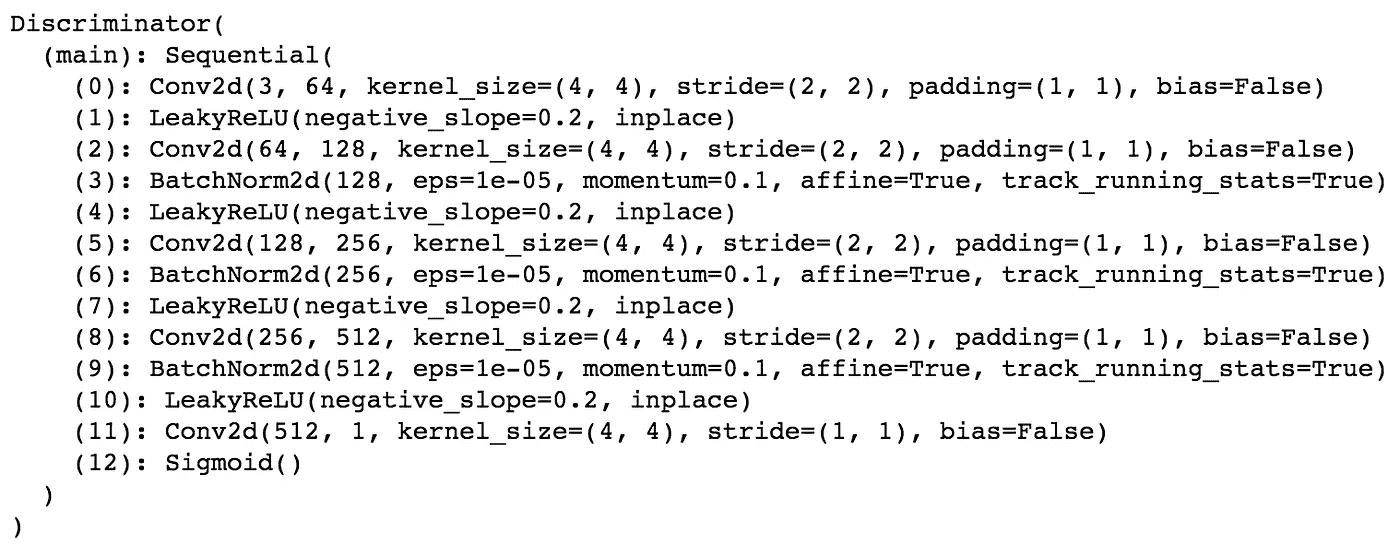 Discriminator(
  (main): Sequential(
    (0): Conv2d(3, 64, kernel_size=(4, 4), stride=(2, 2), padding=(1, 1), bias=False)
    (1): LeakyReLU(negative_slope=0.2, inplace)
    (2): Conv2d(64, 128, kernel_size=(4, 4), stride=(2, 2), padding=(1, 1), bias=False)
    (3): BatchNorm2d(128, eps=1e-05, momentum=0.1, affine=True, track_running_stats=True)
    (4): LeakyReLU(negative_slope=0.2, inplace)
    (5): Conv2d(128, 256, kernel_size=(4, 4), stride=(2, 2), padding=(1, 1), bias=False)
    (6): BatchNorm2d(256, eps=1e-05, momentum=0.1, affine=True, track_running_stats=True)
    (7): LeakyReLU(negative_slope=0.2, inplace)
    (8): Conv2d(256, 512, kernel_size=(4, 4), stride=(2, 2), padding=(1, 1), bias=False)
    (9): BatchNorm2d(512, eps=1e-05, momentum=0.1, affine=True, track_running_stats=True)
    (10): LeakyReLU(negative_slope=0.2, inplace)
    (11): Conv2d(512, 1, kernel_size=(4, 4), stride=(1, 1), bias=False)
    (12): Sigmoid()
  )
)